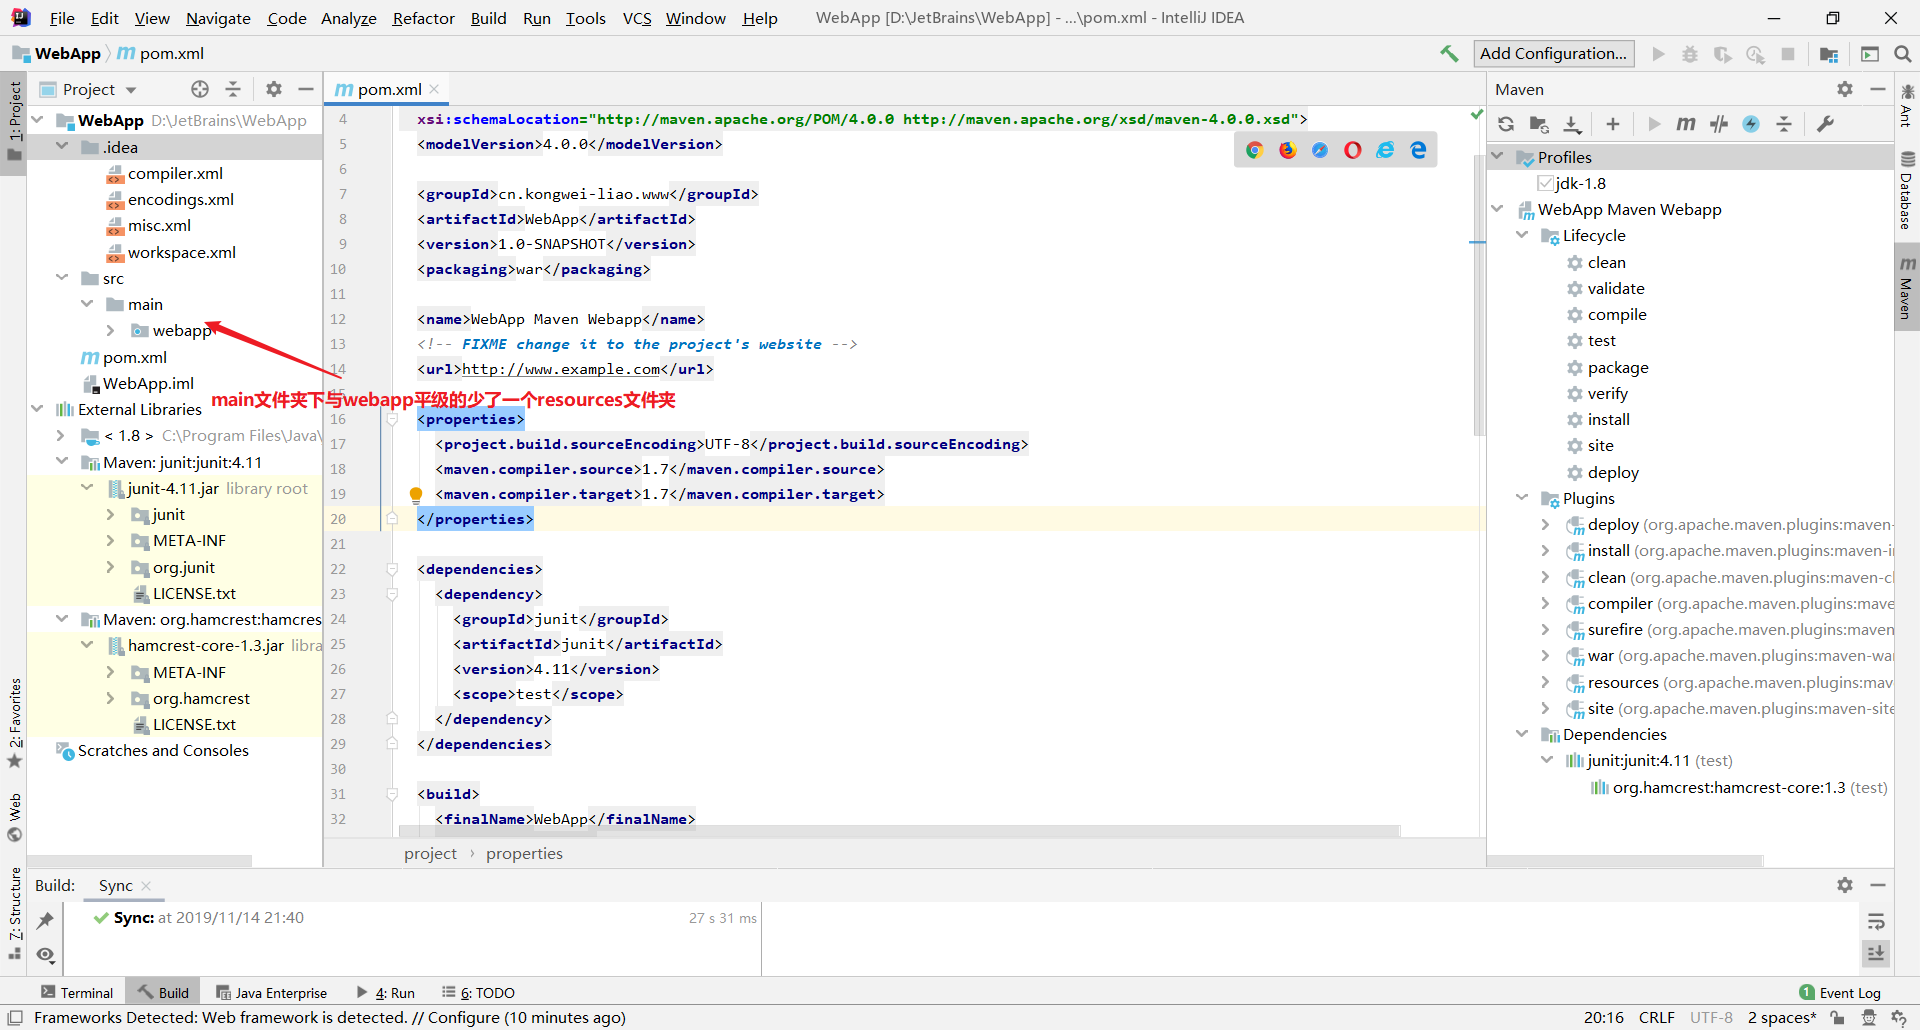 File Edit View Navigate Code Analyze Refactor Build Run Tools VCS Window Help WebApp [D:\JetBrains\WebApp] - ...\pom.xml - IntelliJ IDEA
WebApp m pom.xml Add Configuration...
1: Project
Project
WebApp D:\JetBrains\WebApp
.idea
compiler.xml
encodings.xml
misc.xml
workspace.xml
src
main
webapp
m pom.xml
WebApp.iml
External Libraries
< 1.8 > C:\Program Files\Java\
Maven: junit:junit:4.11
junit-4.11.jar library root
junit
META-INF
org.junit
LICENSE.txt
Maven: org.hamcrest:hamcres
hamcrest-core-1.3.jar libra
META-INF
org.hamcrest
LICENSE.txt
Scratches and Consoles
2: Favorites
Web
7: Structure
main文件夹下与webapp平级的少了一个resources文件夹
m pom.xml
4 xsi:schemaLocation="http://maven.apache.org/POM/4.0.0 http://maven.apache.org/xsd/maven-4.0.0.xsd">
5 <modelVersion>4.0.0</modelVersion>
6
7 <groupId>cn.kongwei-liao.www</groupId>
8 <artifactId>WebApp</artifactId>
9 <version>1.0-SNAPSHOT</version>
10 <packaging>war</packaging>
11
12 <name>WebApp Maven Webapp</name>
13 <!-- FIXME change it to the project's website -->
14 <url>http://www.example.com</url>
16 <properties>
17 <project.build.sourceEncoding>UTF-8</project.build.sourceEncoding>
18 <maven.compiler.source>1.7</maven.compiler.source>
19 <maven.compiler.target>1.7</maven.compiler.target>
20 </properties>
21
22 <dependencies>
23 <dependency>
24 <groupId>junit</groupId>
25 <artifactId>junit</artifactId>
26 <version>4.11</version>
27 <scope>test</scope>
28 </dependency>
29 </dependencies>
30
31 <build>
32 <finalName>WebApp</finalName>
project › properties
Maven
Profiles
jdk-1.8
WebApp Maven Webapp
Lifecycle
clean
validate
compile
test
package
verify
install
site
deploy
Plugins
deploy (org.apache.maven.plugins:maven-
install (org.apache.maven.plugins:maven-i
clean (org.apache.maven.plugins:maven-cl
compiler (org.apache.maven.plugins:mave
surefire (org.apache.maven.plugins:maven
war (org.apache.maven.plugins:maven-wa
resources (org.apache.maven.plugins:mav
site (org.apache.maven.plugins:maven-site
Dependencies
junit:junit:4.11 (test)
org.hamcrest:hamcrest-core:1.3 (test)
Ant
Database
m Maven
Build: Sync
Sync: at 2019/11/14 21:40 27 s 31 ms
Terminal Build Java Enterprise 4: Run 6: TODO 1 Event Log
Frameworks Detected: Web framework is detected. // Configure (10 minutes ago) 20:16 CRLF UTF-8 2 spaces*